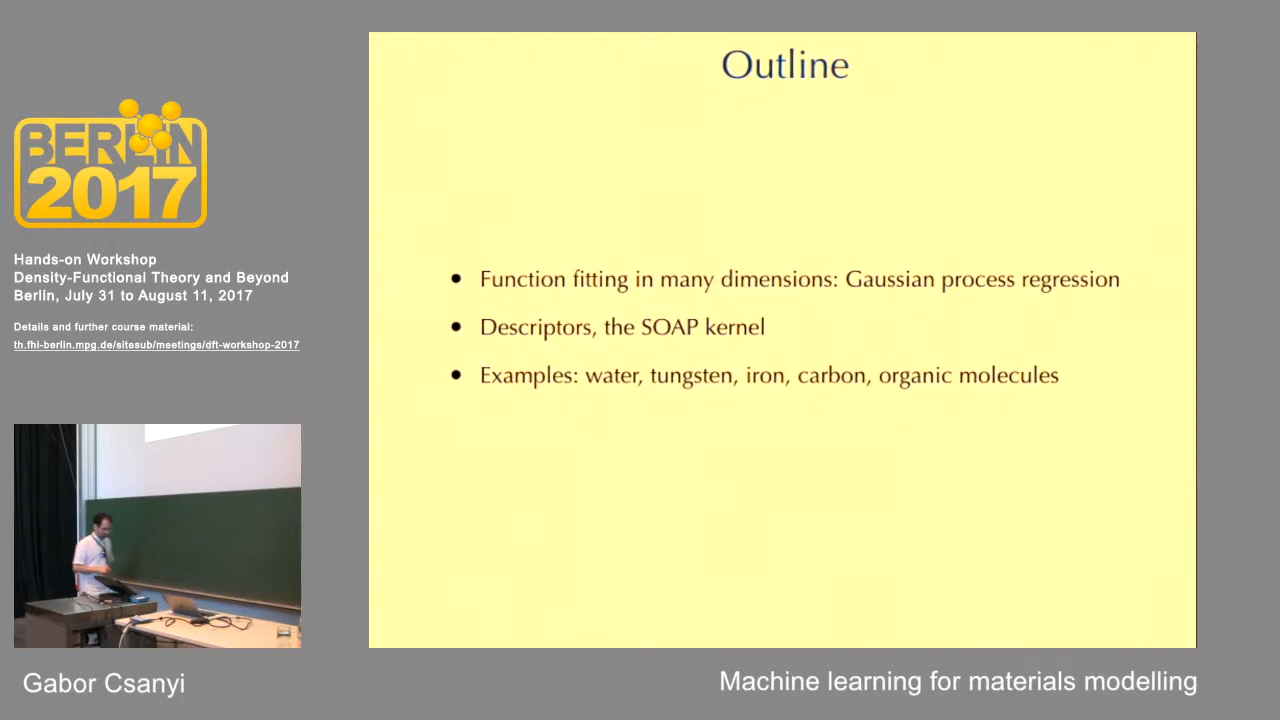 BERLIN
2017
Hands-on Workshop
Density-Functional Theory and Beyond
Berlin, July 31 to August 11, 2017
Details and further course material:
th.fhi-berlin.mpg.de/sitesub/meetings/dft-workshop-2017
Outline
• Function fitting in many dimensions: Gaussian process regression
• Descriptors, the SOAP kernel
• Examples: water, tungsten, iron, carbon, organic molecules
Gabor Csanyi
Machine learning for materials modelling